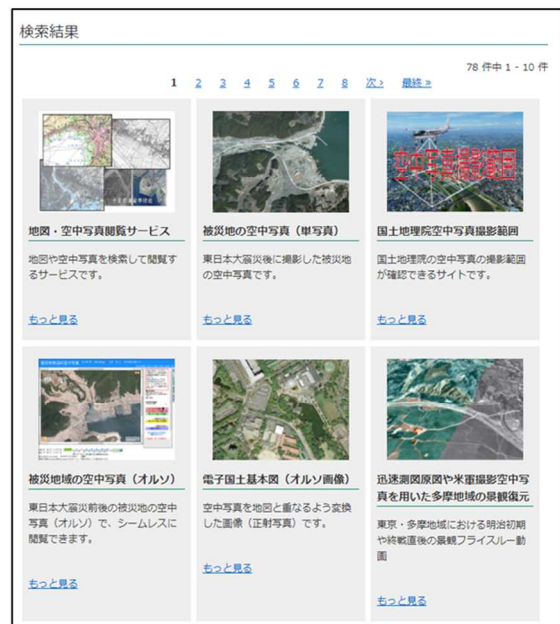 検索結果
78 件中 1 - 10 件
1 2 3 4 5 6 7 8 次 › 最終 »
空中写真撮影範囲
地図・空中写真閲覧サービス
地図や空中写真を検索して閲覧す
るサービスです。
もっと見る
被災地の空中写真（単写真）
東日本大震災後に撮影した被災地
の空中写真です。
もっと見る
国土地理院空中写真撮影範囲
国土地理院の空中写真の撮影範囲
が確認できるサイトです。
もっと見る
被災地域の空中写真（オルソ）
東日本大震災前後の被災地の空中
写真（オルソ）で、シームレスに
閲覧できます。
もっと見る
電子国土基本図（オルソ画像）
空中写真を地図と重なるよう変換
した画像（正射写真）です。
もっと見る
迅速測図原図や米軍撮影空中写
真を用いた多摩地域の景観復元
東京・多摩地域における明治初期
や終戦直後の景観フライスルー動
画
もっと見る